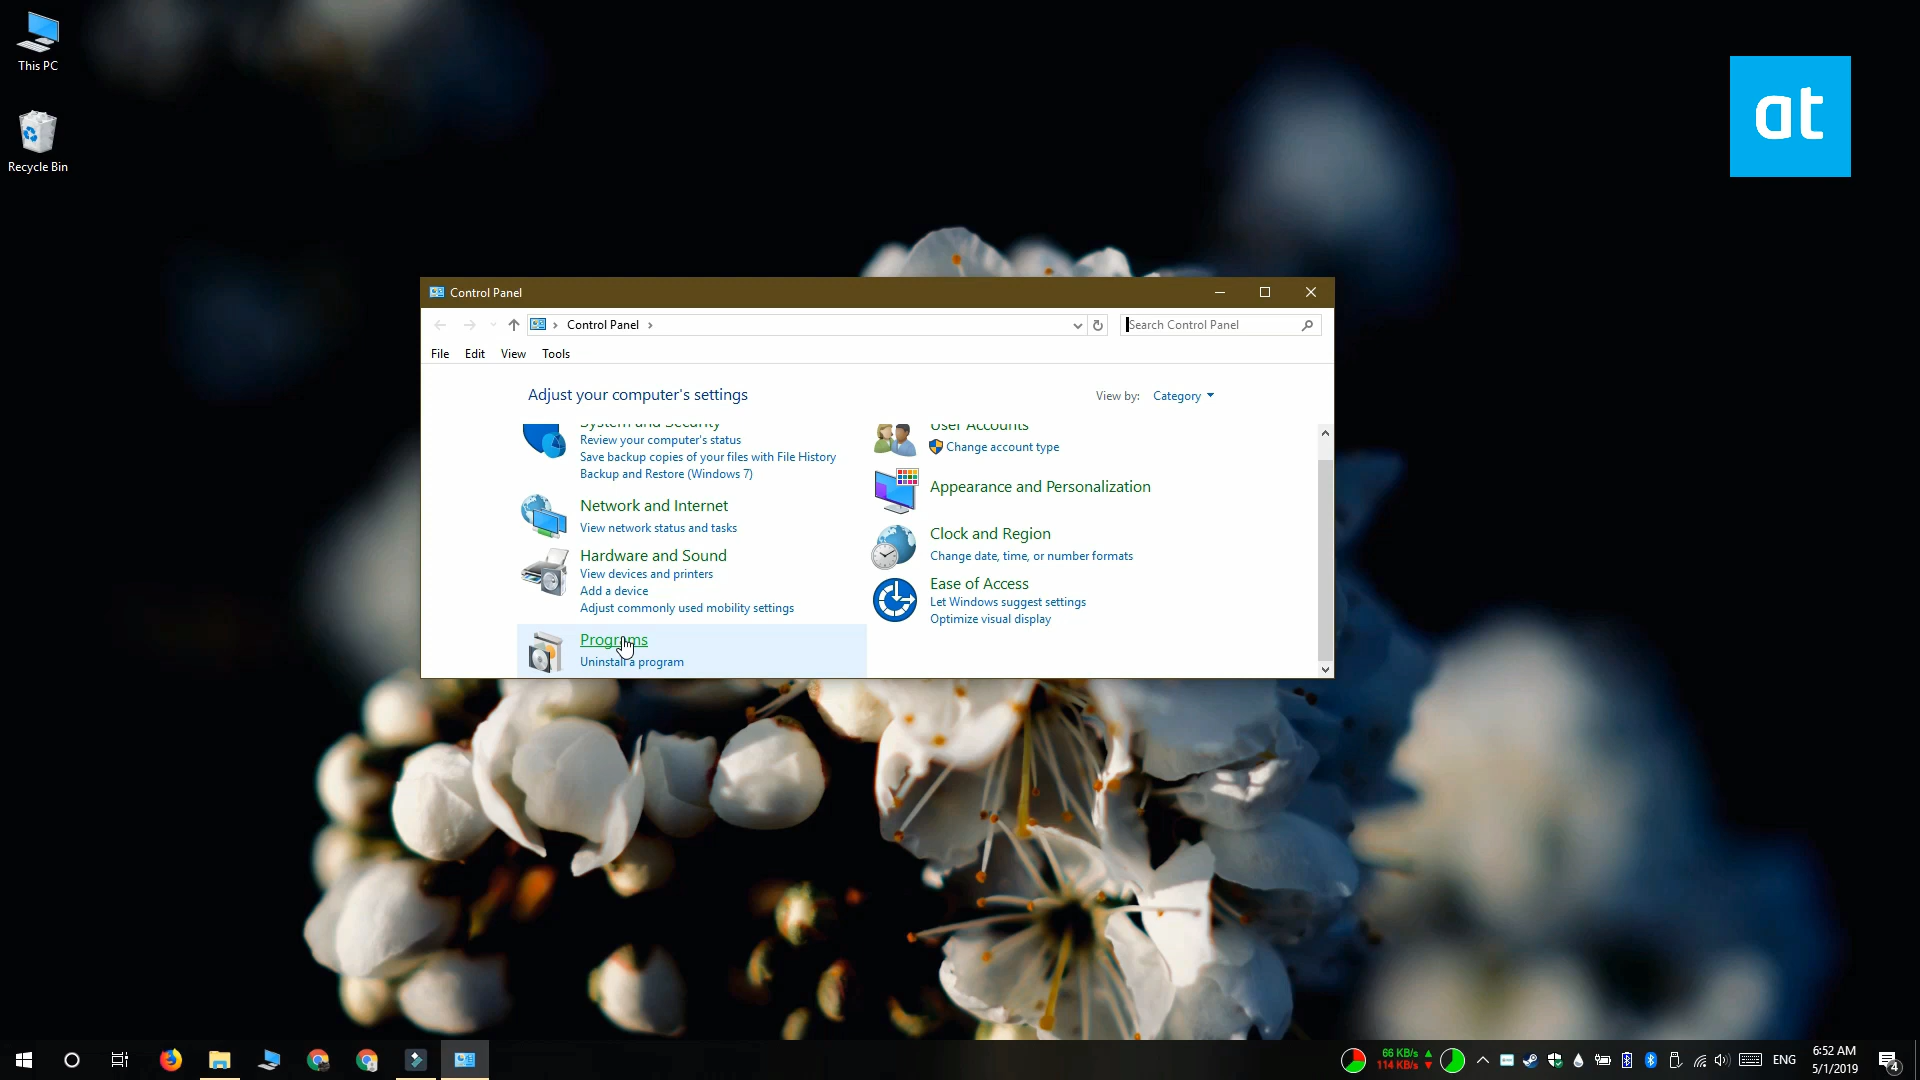 This PC
Recycle Bin
at
Control Panel
Control Panel
Search Control Panel
File Edit View Tools
Adjust your computer's settings
View by: Category
System and Security
Review your computer's status
Save backup copies of your files with File History
Backup and Restore (Windows 7)
Network and Internet
View network status and tasks
Hardware and Sound
View devices and printers
Add a device
Adjust commonly used mobility settings
Programs
Uninstall a program
User Accounts
Change account type
Appearance and Personalization
Clock and Region
Change date, time, or number formats
Ease of Access
Let Windows suggest settings
Optimize visual display
66 KB/s
114 KB/s
ENG
6:52 AM
5/1/2019
4